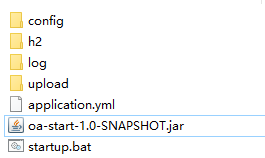 config
h2
log
upload
application.yml
oa-start-1.0-SNAPSHOT.jar
startup.bat